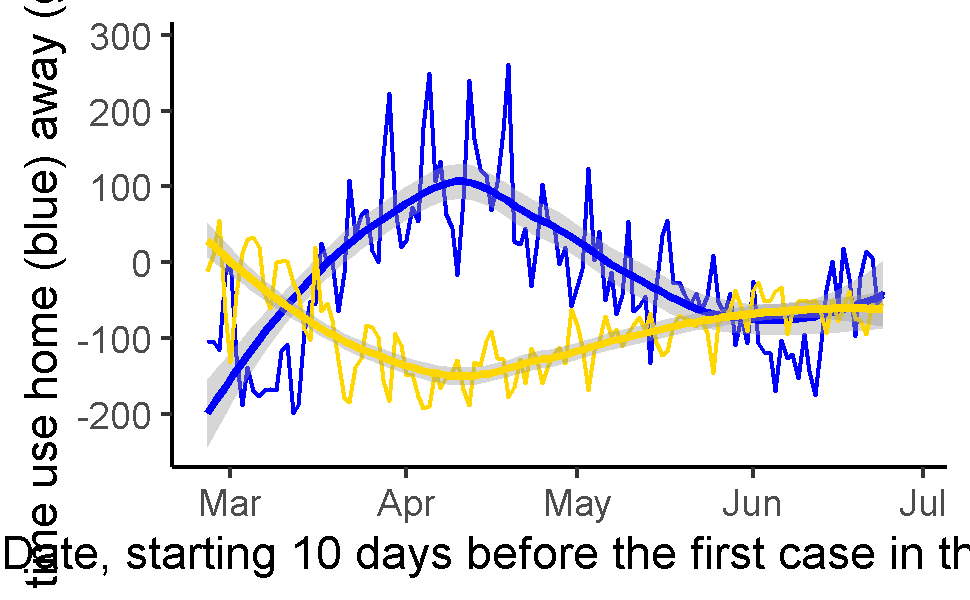 time use home (blue) away (
300
200
100
0
-100
-200
Mar Apr May Jun Jul
Date, starting 10 days before the first case in th